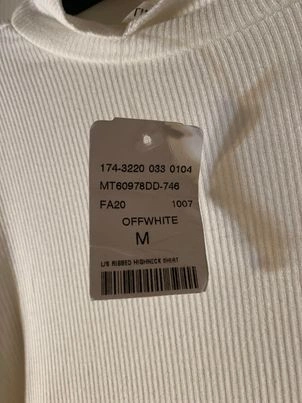 174-3220 033 0104
MT60978DD-746
FA20 1007
OFFWHITE
M
L/S RIBBED HIGHNECK SHIRT